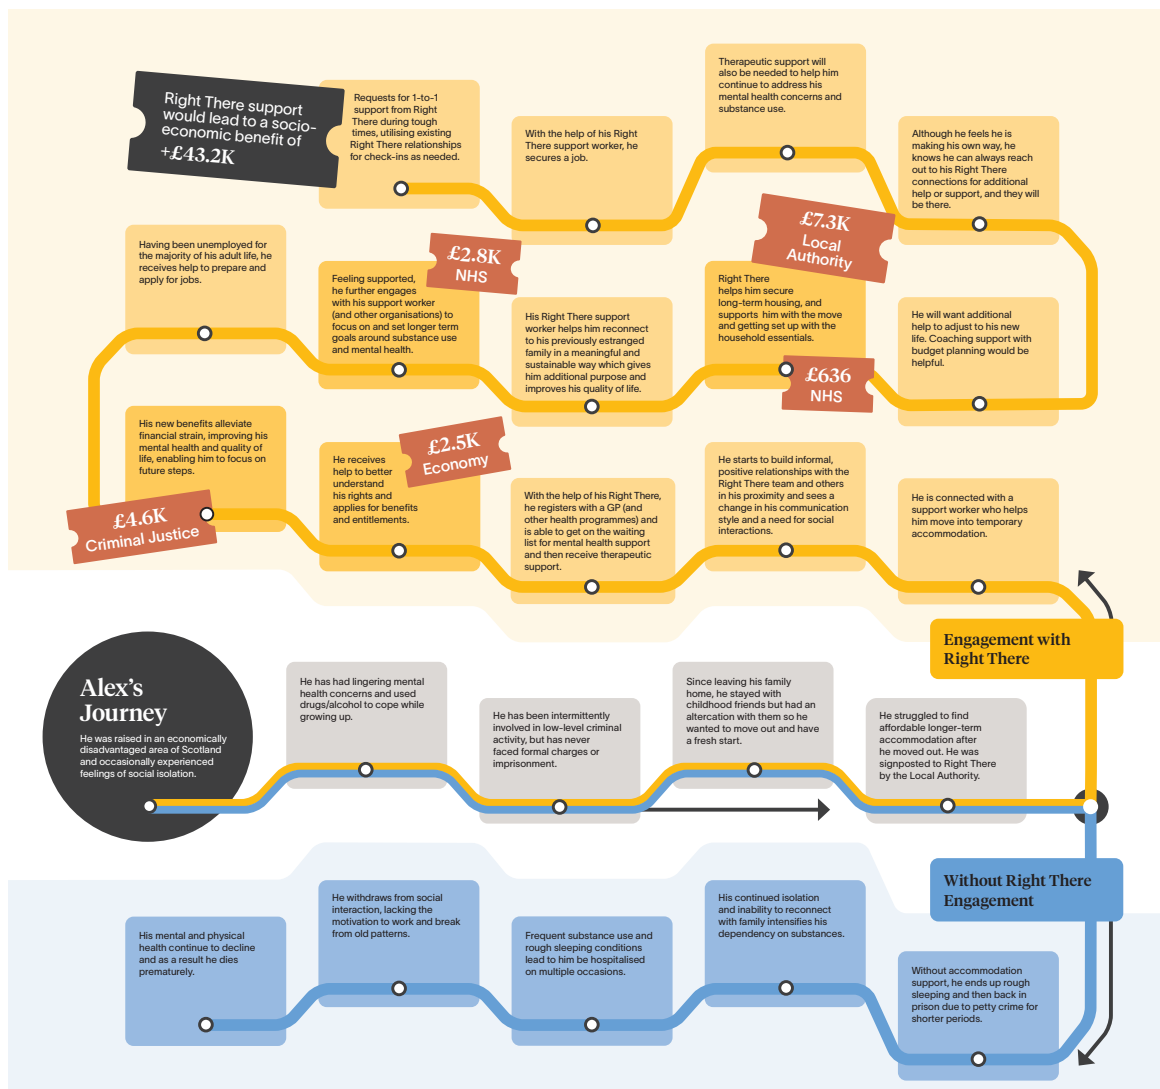 Right There support
would lead to a socio-
economic benefit of
+£43.2K
Requests for 1-to-1
support from Right
There during tough
times, utilising existing
Right There relationships
for check-ins as needed.
With the help of his Right
There support worker, he
secures a job.
Therapeutic support will
also be needed to help him
continue to address his
mental health concerns and
substance use.
Although he feels he is
making his own way, he
knows he can always reach
out to his Right There
connections for additional
help or support, and they will
be there.
Having been unemployed for
the majority of his adult life, he
receives help to prepare and
apply for jobs.
Feeling supported,
he further engages
with his support worker
(and other organisations) to
focus on and set longer term
goals around substance use
and mental health.
£2.8K
NHS
His Right There support
worker helps him reconnect
to his previously estranged
family in a meaningful and
sustainable way which gives
him additional purpose and
improves his quality of life.
£7.3K
Local
Authority
Right There
helps him secure
long-term housing, and
supports him with the move
and getting set up with the
household essentials.
£636
NHS
He will want additional
help to adjust to his new
life. Coaching support with
budget planning would be
helpful.
His new benefits alleviate
financial strain, improving his
mental health and quality of
life, enabling him to focus on
future steps.
£4.6K
Criminal Justice
He receives
help to better
understand
his rights and
applies for benefits
and entitlements.
£2.5K
Economy
With the help of his Right There,
he registers with a GP (and
other health programmes) and
is able to get on the waiting
list for mental health support
and then receive therapeutic
support.
He starts to build informal,
positive relationships with the
Right There team and others
in his proximity and sees a
change in his communication
style and a need for social
interactions.
He is connected with a
support worker who helps
him move into temporary
accommodation.
Engagement with
Right There
Alex's
Journey
He was raised in an economically
disadvantaged area of Scotland
and occasionally experienced
feelings of social isolation.
He has had lingering mental
health concerns and used
drugs/alcohol to cope while
growing up.
He has been intermittently
involved in low-level criminal
activity, but has never
faced formal charges or
imprisonment.
Since leaving his family
home, he stayed with
childhood friends but had an
altercation with them so he
wanted to move out and have
a fresh start.
He struggled to find
affordable longer-term
accommodation after
he moved out. He was
signposted to Right There
by the Local Authority.
Without Right There
Engagement
His mental and physical
health continue to decline
and as a result he dies
prematurely.
He withdraws from social
interaction, lacking the
motivation to work and break
from old patterns.
Frequent substance use and
rough sleeping conditions
lead to him be hospitalised
on multiple occasions.
His continued isolation
and inability to reconnect
with family intensifies his
dependency on substances.
Without accommodation
support, he ends up rough
sleeping and then back in
prison due to petty crime for
shorter periods.